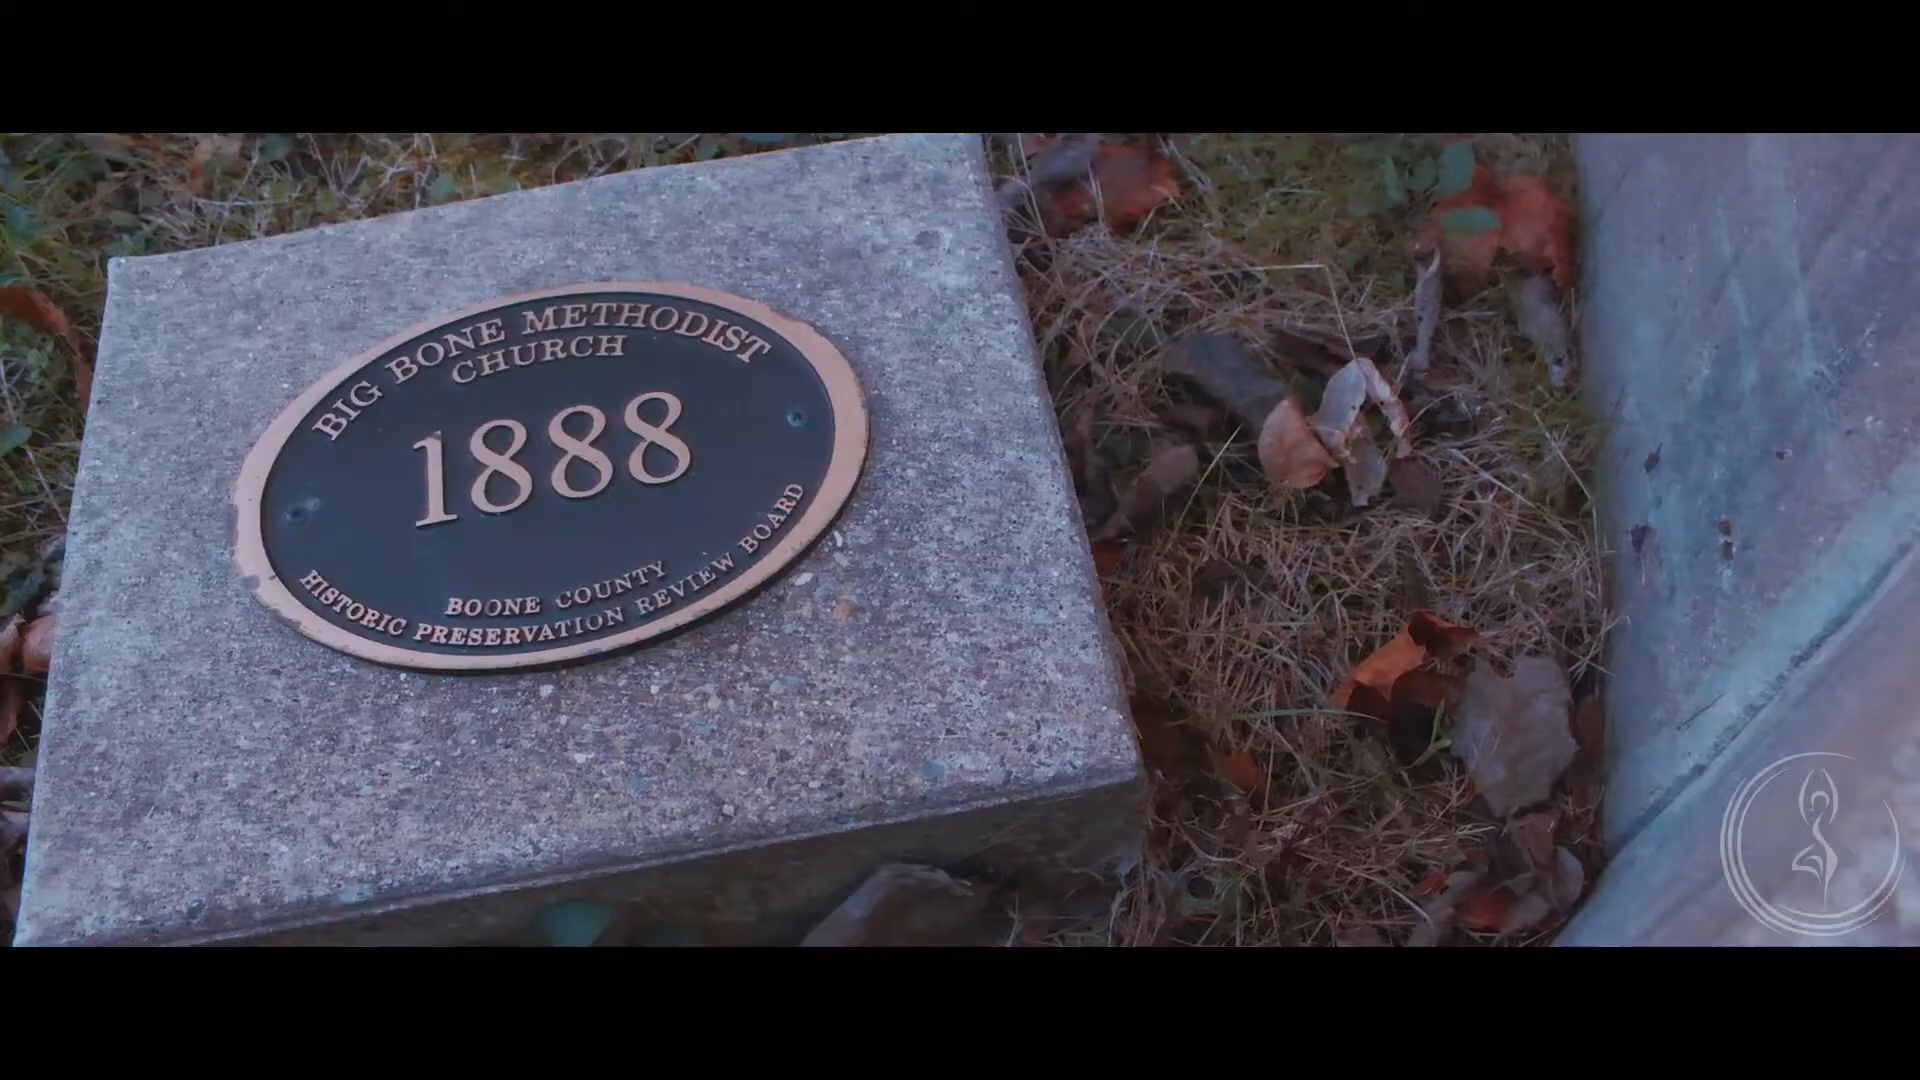 BIG BONE METHODIST
CHURCH
1888
BOONE COUNTY
HISTORIC PRESERVATION REVIEW BOARD